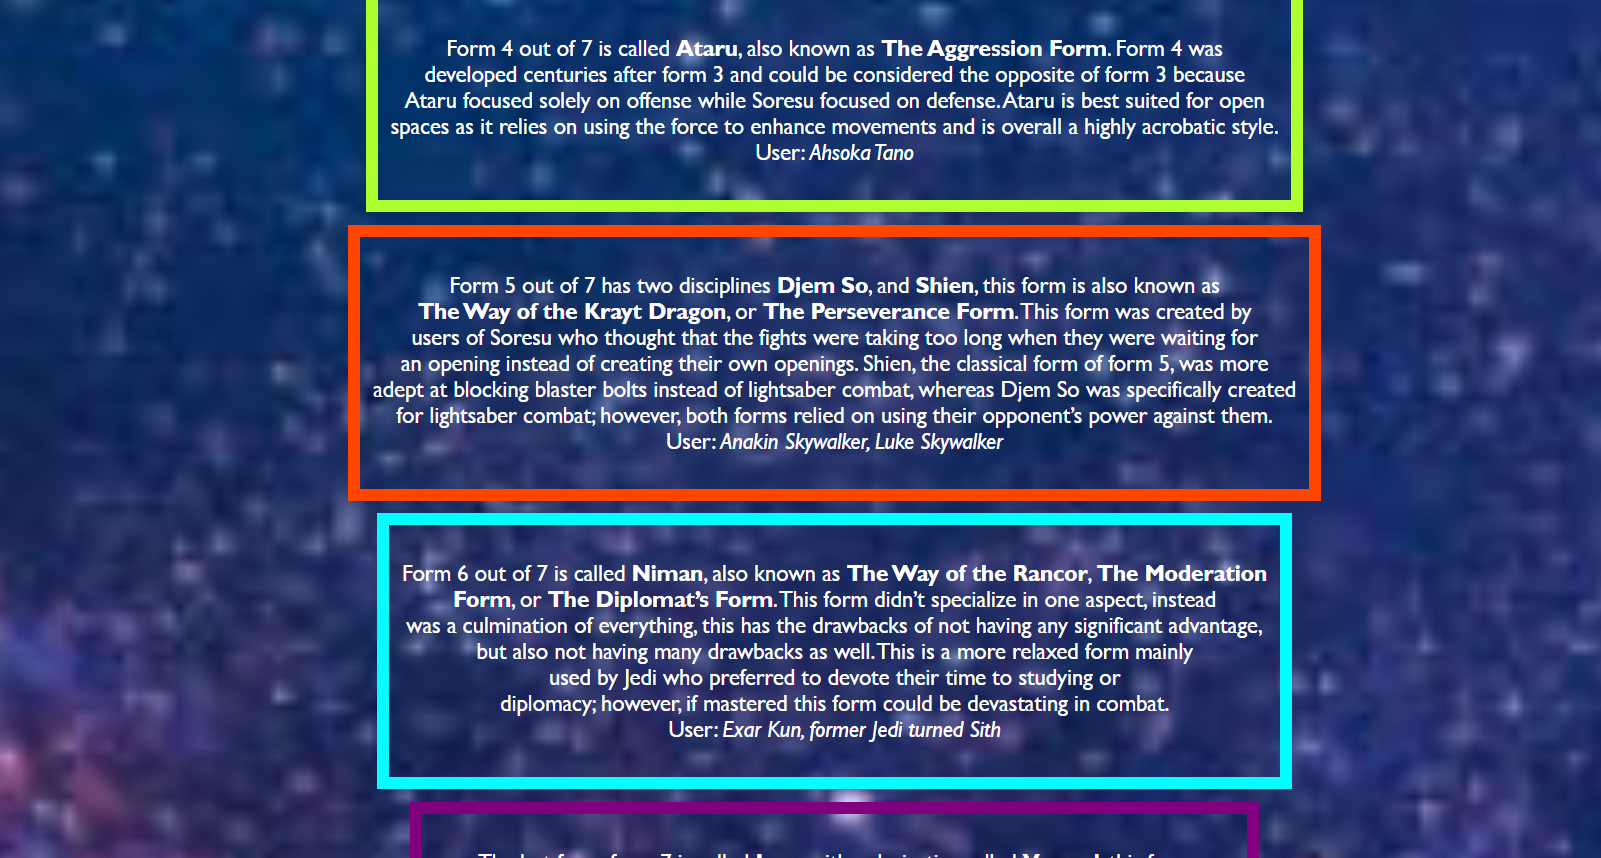 Form 4 out of 7 is called Ataru, also known as The Aggression Form. Form 4 was
developed centuries after form 3 and could be considered the opposite of form 3 because
Ataru focused solely on offense while Soresu focused on defense. Ataru is best suited for open
spaces as it relies on using the force to enhance movements and is overall a highly acrobatic style.
User: Ahsoka Tano
Form 5 out of 7 has two disciplines Djem So, and Shien, this form is also known as
The Way of the Krayt Dragon, or The Perseverance Form. This form was created by
users of Soresu who thought that the fights were taking too long when they were waiting for
an opening instead of creating their own openings. Shien, the classical form of form 5, was more
adept at blocking blaster bolts instead of lightsaber combat, whereas Djem So was specifically created
for lightsaber combat; however, both forms relied on using their opponent’s power against them.
User: Anakin Skywalker, Luke Skywalker
Form 6 out of 7 is called Niman, also known as The Way of the Rancor, The Moderation
Form, or The Diplomat’s Form. This form didn’t specialize in one aspect, instead
was a culmination of everything, this has the drawbacks of not having any significant advantage,
but also not having many drawbacks as well. This is a more relaxed form mainly
used by Jedi who preferred to devote their time to studying or
diplomacy; however, if mastered this form could be devastating in combat.
User: Exar Kun, former Jedi turned Sith